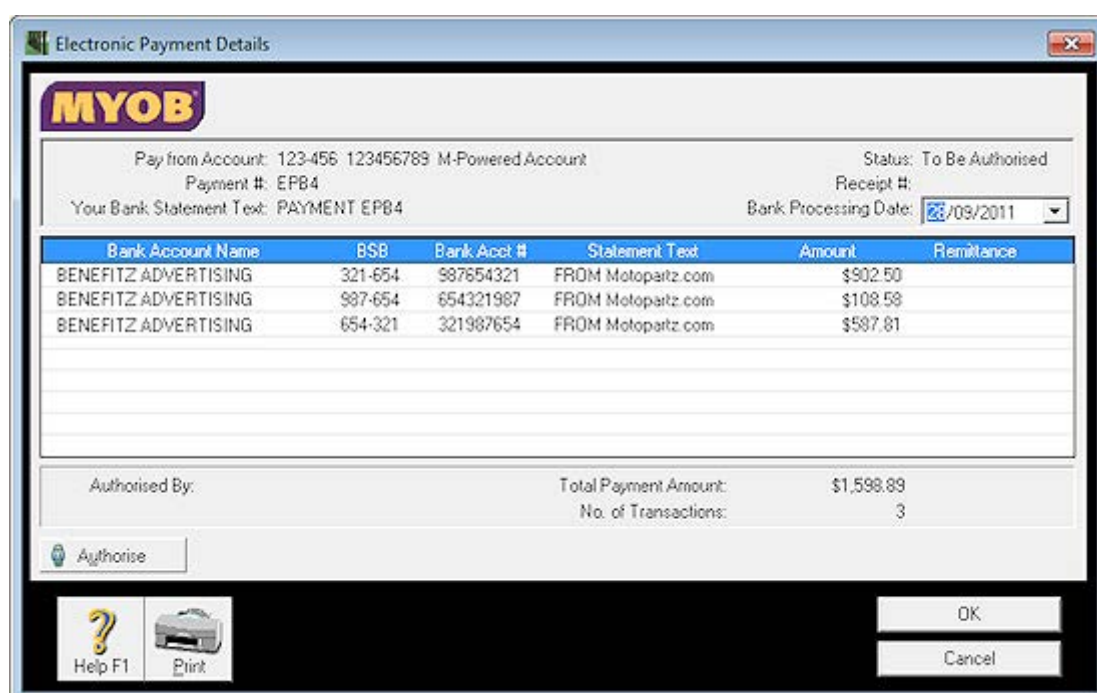 Electronic Payment Details
MYOB
Pay from Account: 123-456 123456789 M-Powered Account Status: To Be Authorised
Payment #: EPB4 Receipt #:
Your Bank Statement Text: PAYMENT EPB4 Bank Processing Date: 28/09/2011
Bank Account Name BSB Bank Acct # Statement Text Amount Remittance
BENEFITZ ADVERTISING 321-654 987654321 FROM Motopartz.com $902.50
BENEFITZ ADVERTISING 987-654 654321987 FROM Motopartz.com $108.58
BENEFITZ ADVERTISING 654-321 321987654 FROM Motopartz.com $587.81
Authorised By: Total Payment Amount: $1,598.89
No. of Transactions: 3
Authorise
OK
Help F1 Print Cancel